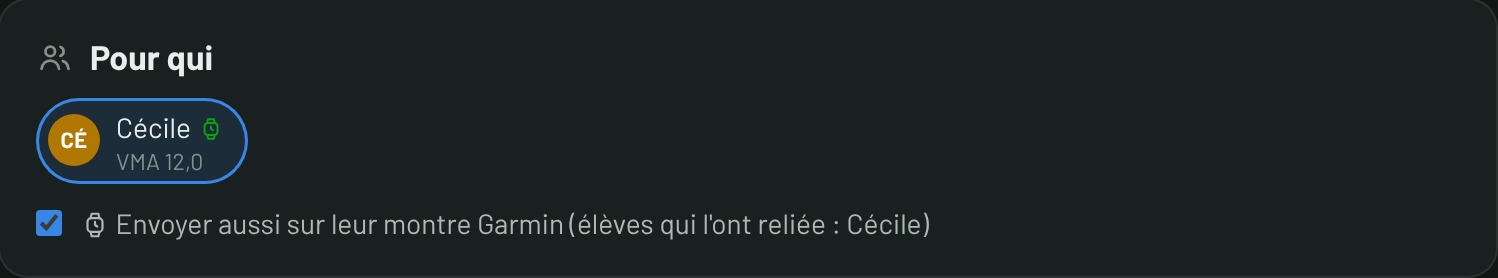 Pour qui
CÉ
Cécile
VMA 12,0
Envoyer aussi sur leur montre Garmin (élèves qui l'ont reliée : Cécile)